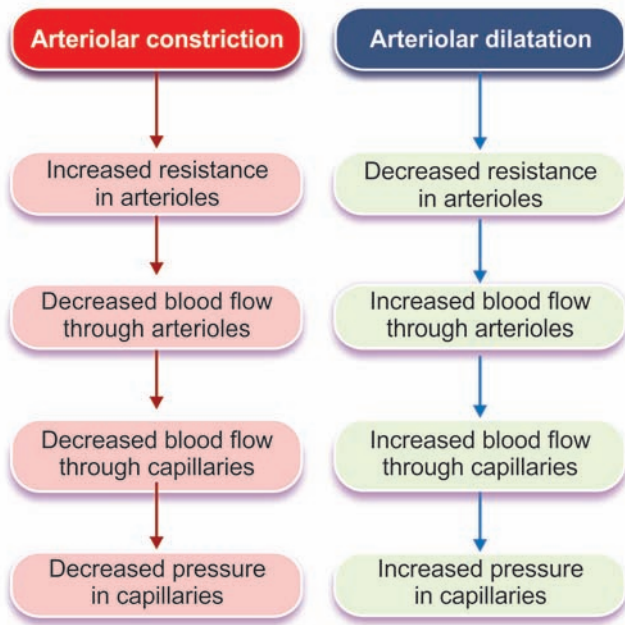 Arteriolar constriction
Increased resistance
in arterioles
Decreased blood flow
through arterioles
Decreased blood flow
through capillaries
Decreased pressure
in capillaries
Arteriolar dilatation
Decreased resistance
in arterioles
Increased blood flow
through arterioles
Increased blood flow
through capillaries
Increased pressure
in capillaries